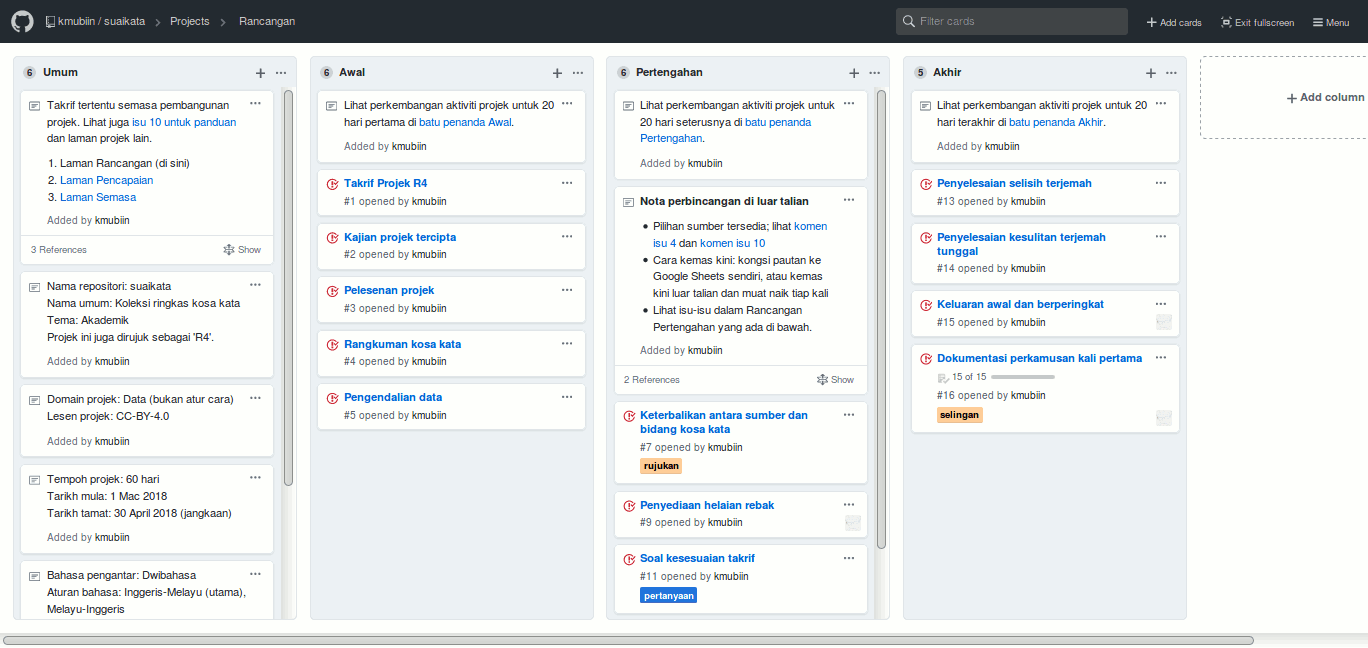 kmubiin / suaikata
Projects
Rancangan
Filter cards
Add cards
Exit fullscreen
Menu
6 Umum
Takrif tertentu semasa pembangunan
projek. Lihat juga isu 10 untuk panduan
dan laman projek lain.
1. Laman Rancangan (di sini)
2. Laman Pencapaian
3. Laman Semasa
Added by kmubiin
3 References
Show
Nama repositori: suaikata
Nama umum: Koleksi ringkas kosa kata
Tema: Akademik
Projek ini juga dirujuk sebagai 'R4'.
Added by kmubiin
Domain projek: Data (bukan atur cara)
Lesen projek: CC-BY-4.0
Added by kmubiin
Tempoh projek: 60 hari
Tarikh mula: 1 Mac 2018
Tarikh tamat: 30 April 2018 (jangkaan)
Added by kmubiin
Bahasa pengantar: Dwibahasa
Aturan bahasa: Inggeris-Melayu (utama),
Melayu-Inggeris
6 Awal
Lihat perkembangan aktiviti projek untuk 20
hari pertama di batu penanda Awal.
Added by kmubiin
Takrif Projek R4
#1 opened by kmubiin
Kajian projek tercipta
#2 opened by kmubiin
Pelesenan projek
#3 opened by kmubiin
Rangkuman kosa kata
#4 opened by kmubiin
Pengendalian data
#5 opened by kmubiin
6 Pertengahan
Lihat perkembangan aktiviti projek untuk
20 hari seterusnya di batu penanda
Pertengahan.
Added by kmubiin
Nota perbincangan di luar talian
• Pilihan sumber tersedia; lihat komen
isu 4 dan komen isu 10
• Cara kemas kini: kongsi pautan ke
Google Sheets sendiri, atau kemas
kini luar talian dan muat naik tiap kali
• Lihat isu-isu dalam Rancangan
Pertengahan yang ada di bawah.
Added by kmubiin
2 References
Show
Keterbalikan antara sumber dan
bidang kosa kata
#7 opened by kmubiin
rujukan
Penyediaan helaian rebak
#9 opened by kmubiin
Soal kesesuaian takrif
#11 opened by kmubiin
pertanyaan
5 Akhir
Lihat perkembangan aktiviti projek untuk 20
hari terakhir di batu penanda Akhir.
Added by kmubiin
Penyelesaian selisih terjemah
#13 opened by kmubiin
Penyelesaian kesulitan terjemah
tunggal
#14 opened by kmubiin
Keluaran awal dan berperingkat
#15 opened by kmubiin
Dokumentasi perkamusan kali pertama
15 of 15
#16 opened by kmubiin
selingan
Add column